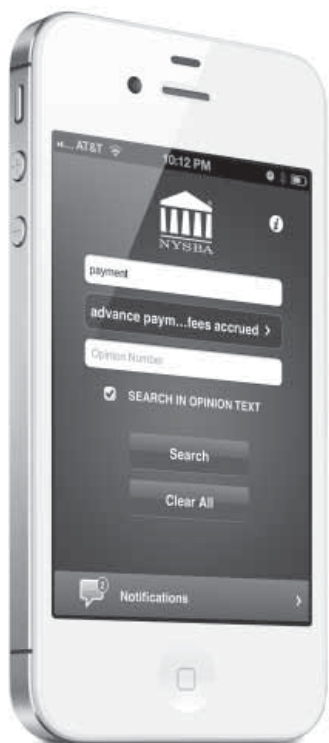 AT&T 10:12 PM
NYSBA
i
payment
advance paym...fees accrued >
Opinion Number
SEARCH IN OPINION TEXT
Search
Clear All
2
Notifications >